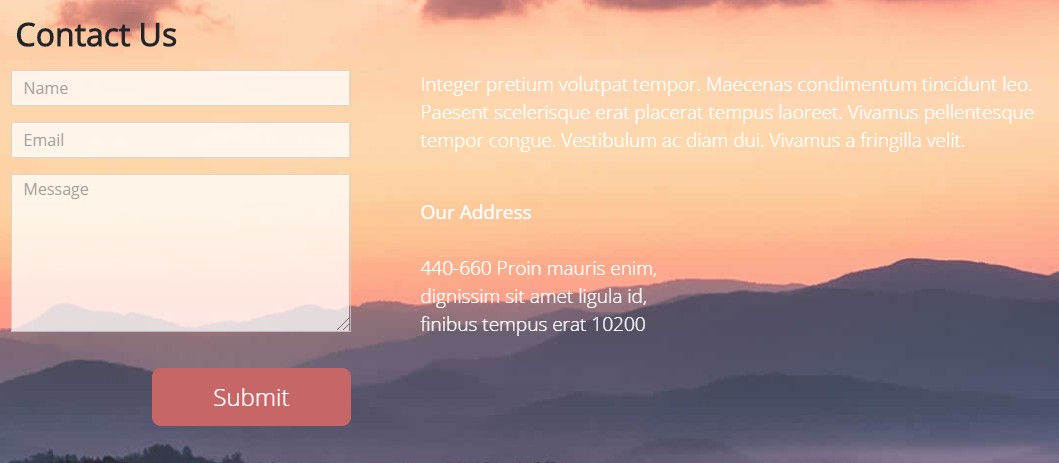 Contact Us
Name
Email
Message
Submit
Integer pretium volutpat tempor. Maecenas condimentum tincidunt leo.
Paesent scelerisque erat placerat tempus laoreet. Vivamus pellentesque
tempor congue. Vestibulum ac diam dui. Vivamus a fringilla velit.
Our Address
440-660 Proin mauris enim,
dignissim sit amet ligula id,
finibus tempus erat 10200